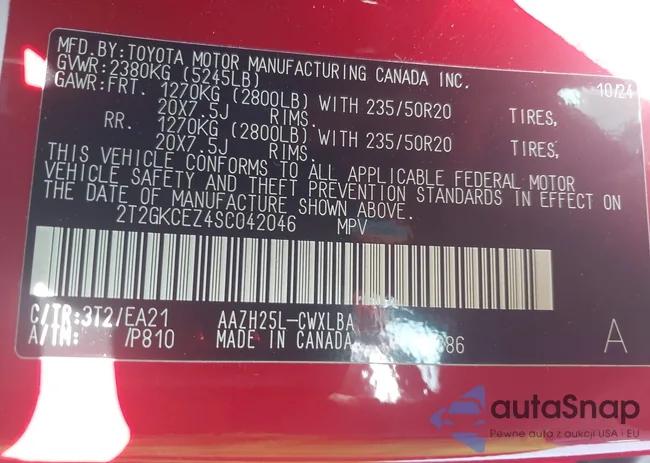 MFD.BY:TOYOTA MOTOR MANUFACTURING CANADA INC.
GVWR:2380KG (5245LB) 10/24
GAWR:FRT. 1270KG (2800LB) WITH 235/50R20 TIRES,
20X7.5J RIMS.
RR. 1270KG (2800LB) WITH 235/50R20 TIRES,
20X7.5J RIMS.
THIS VEHICLE CONFORMS TO ALL APPLICABLE FEDERAL MOTOR
VEHICLE SAFETY AND THEFT PREVENTION STANDARDS IN EFFECT ON
THE DATE OF MANUFACTURE SHOWN ABOVE.
2T2GKCEZ4SC042046 MPV
C/TR:3T2/EA21 AAZH25L-CWXLBA
A/TM: /P810 MADE IN CANADA 86 A
autaSnap
Pewne auta z aukcji USA i EU